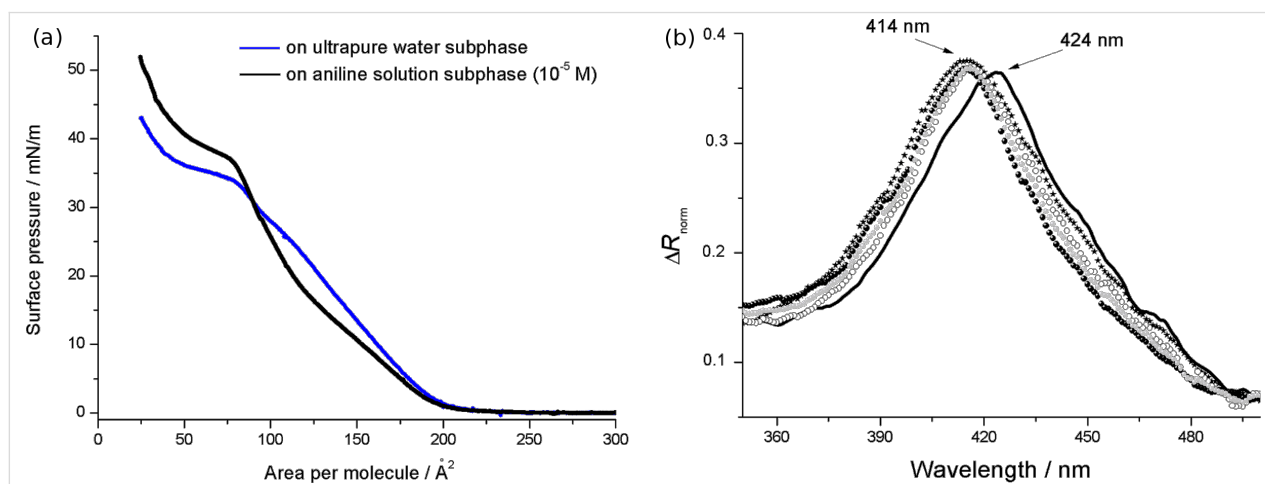 (a)
on ultrapure water subphase
on aniline solution subphase (10⁻⁵ M)
Surface pressure / mN/m
50
40
30
20
10
0
0 50 100 150 200 250 300
Area per molecule / Å²
(b)
414 nm
424 nm
ΔR_norm
0.4
0.3
0.2
0.1
360 390 420 450 480
Wavelength / nm